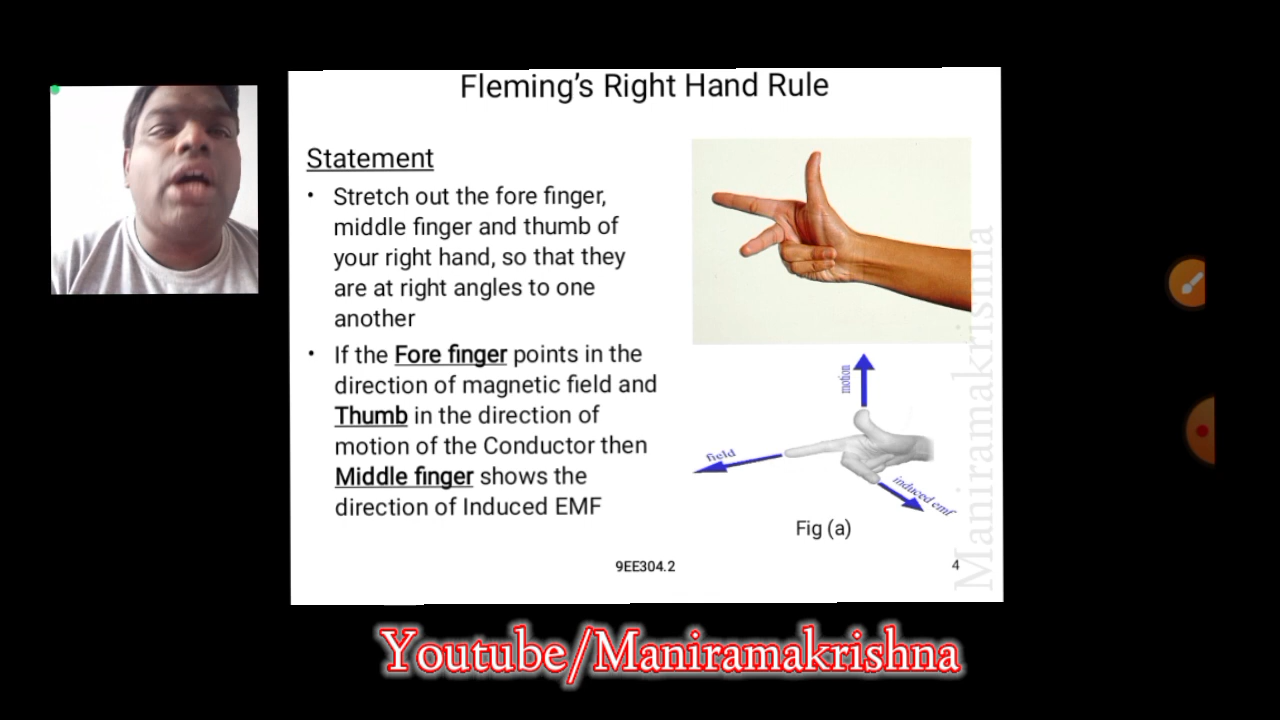 Fleming's Right Hand Rule
Statement
• Stretch out the fore finger,
middle finger and thumb of
your right hand, so that they
are at right angles to one
another
• If the Fore finger points in the
direction of magnetic field and
Thumb in the direction of
motion of the Conductor then
Middle finger shows the
direction of Induced EMF
motion
field
induced emf
Fig (a)
9EE304.2
4
Maniramakrishna
Youtube/Maniramakrishna